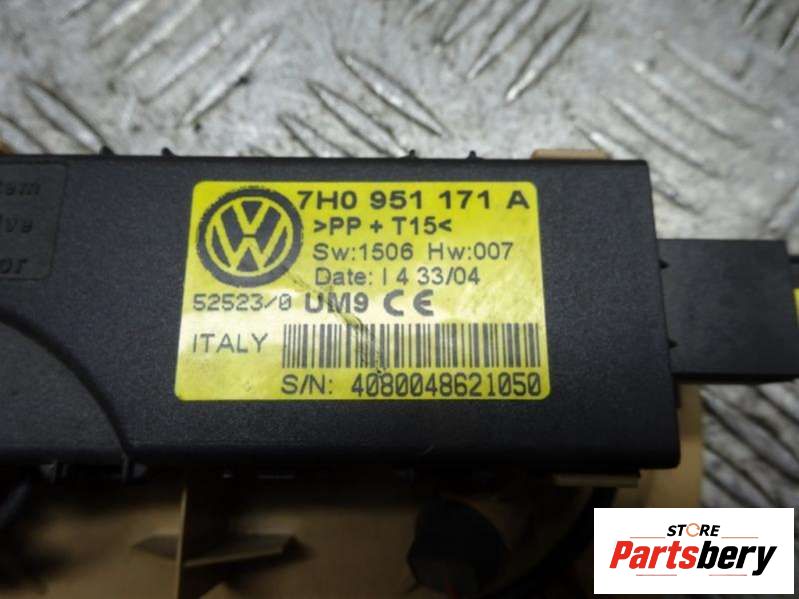 7H0 951 171 A
>PP + T15<
Sw:1506 Hw:007
Date: I 4 33/04
52523/0 UM9 CE
ITALY
S/N: 4080048621050
STORE
Partsbery